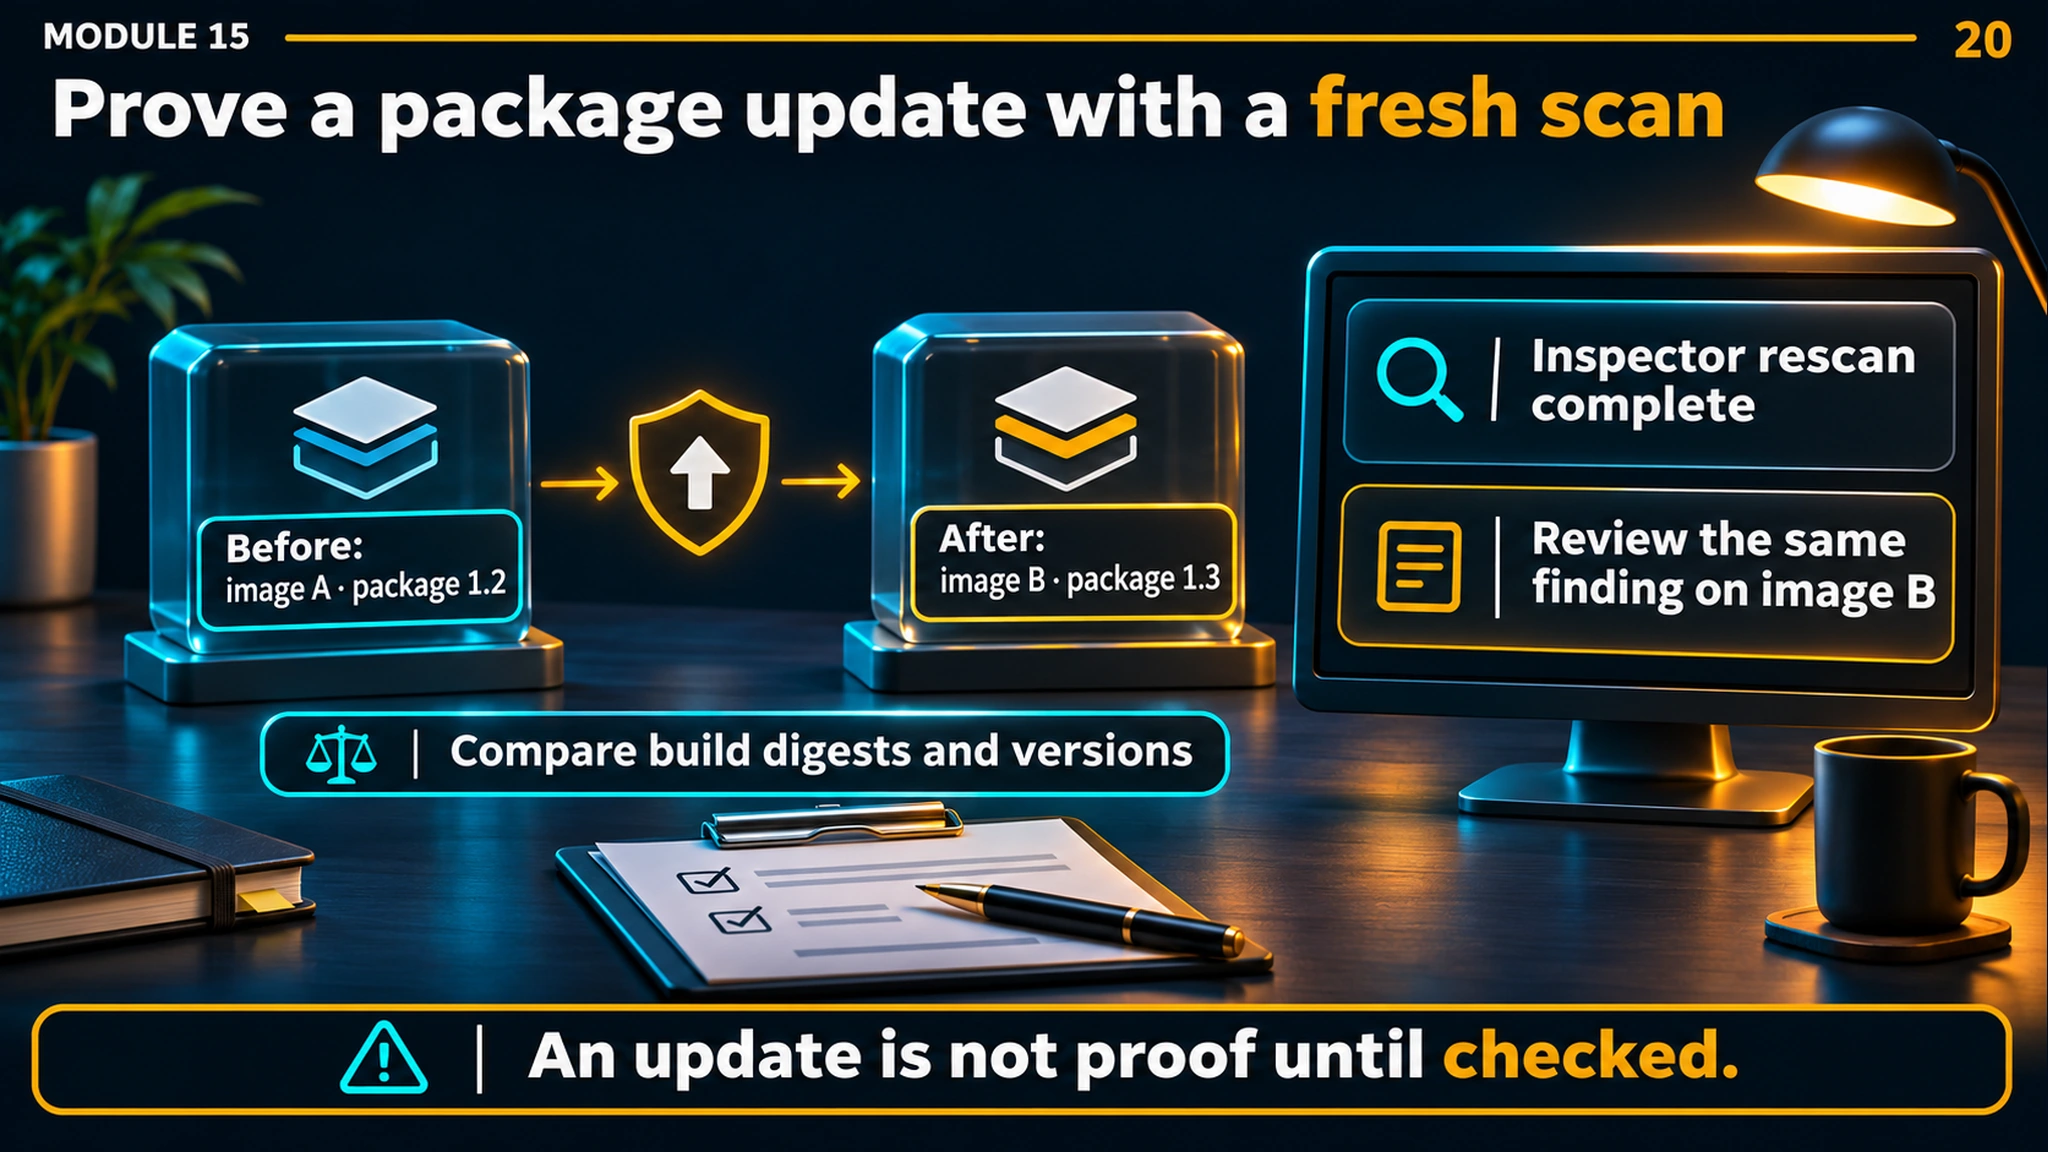 MODULE 15
20
Prove a package update with a fresh scan
Before:
image A · package 1.2
After:
image B · package 1.3
Inspector rescan
complete
Review the same
finding on image B
Compare build digests and versions
An update is not proof until checked.